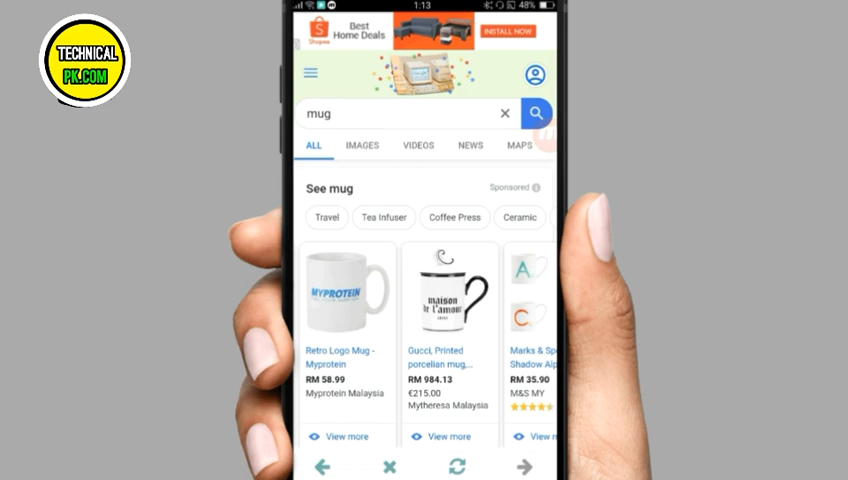 TECHNICAL
PK.COM
1:13
48%
Shopee
Best
Home Deals
INSTALL NOW
mug
ALL IMAGES VIDEOS NEWS MAPS
See mug
Sponsored
Travel
Tea Infuser
Coffee Press
Ceramic
MYPROTEIN
maison
de l'amour
A.
C.
Retro Logo Mug -
Myprotein
RM 58.99
Myprotein Malaysia
View more
Gucci, Printed
porcelian mug,...
RM 984.13
€215.00
Mytheresa Malaysia
View more
Marks & Sp
Shadow Alp
RM 35.90
M&S MY
View m